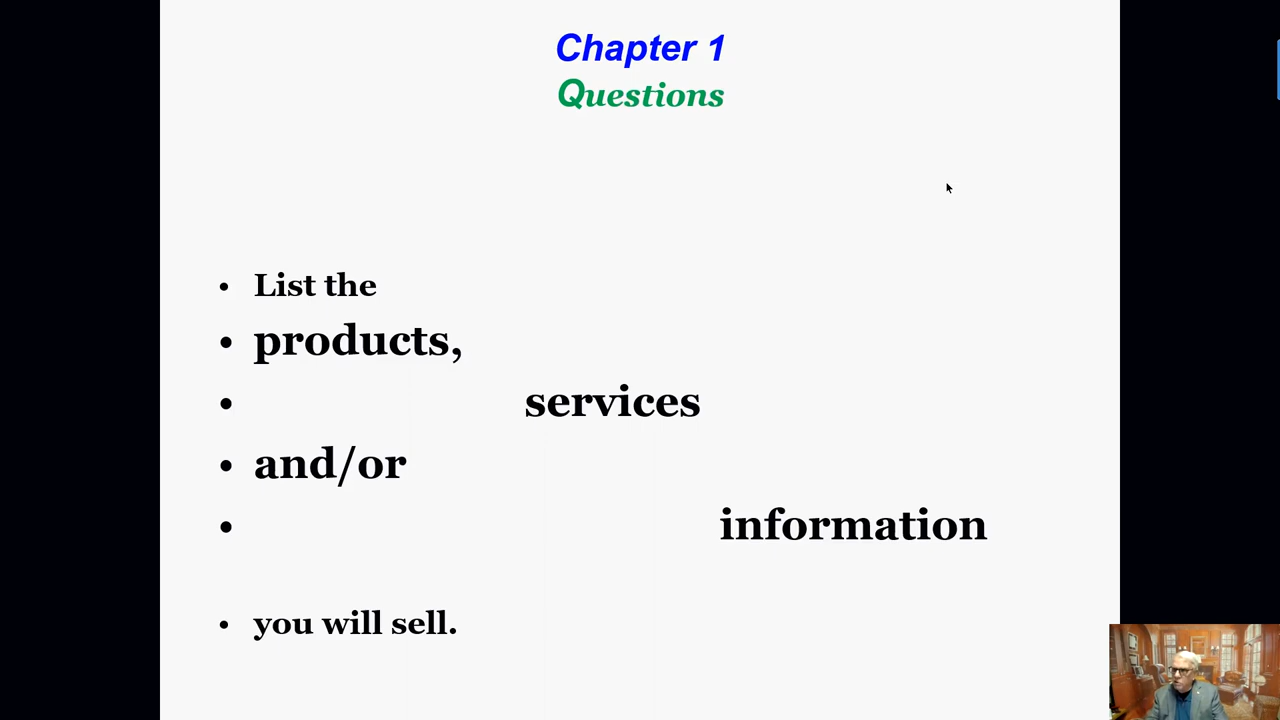 Chapter 1
Questions
• List the
• products,
• services
• and/or
• information
• you will sell.